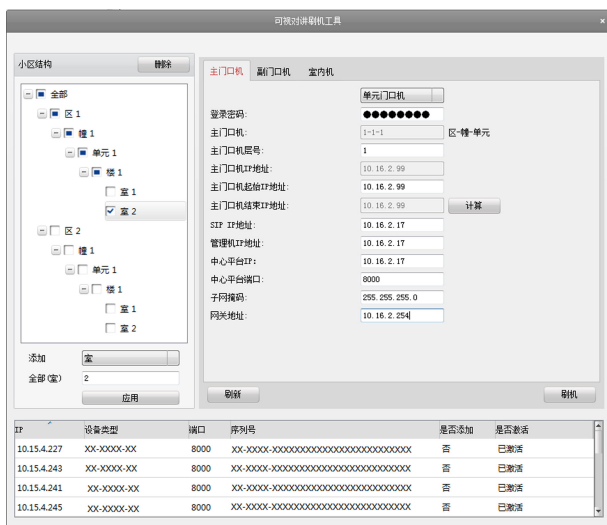 可视对讲刷机工具 ×
小区结构 删除
全部
区 1
幢 1
单元 1
楼 1
室 1
室 2
区 2
幢 1
单元 1
楼 1
室 1
室 2
添加 室
全部(室) 2
应用
主门口机 副门口机 室内机
单元门口机
登录密码: ●●●●●●●●
主门口机: 1-1-1 区-幢-单元
主门口机层号: 1
主门口机IP地址: 10.16.2.99
主门口机起始IP地址: 10.16.2.99
主门口机结束IP地址: 10.16.2.99 计算
SIP IP地址: 10.16.2.17
管理机IP地址: 10.16.2.17
中心平台IP: 10.16.2.17
中心平台端口: 8000
子网掩码: 255.255.255.0
网关地址: 10.16.2.254
刷新 刷机
IP 设备类型 端口 序列号 是否添加 是否激活
10.15.4.227 XX-XXXX-XX 8000 XX-XXXX-XXXXXXXXXXXXXXXXXXXXXXXXXX 否 已激活
10.15.4.243 XX-XXXX-XX 8000 XX-XXXX-XXXXXXXXXXXXXXXXXXXXXXXXXX 否 已激活
10.15.4.241 XX-XXXX-XX 8000 XX-XXXX-XXXXXXXXXXXXXXXXXXXXXXXXXX 否 已激活
10.15.4.245 XX-XXXX-XX 8000 XX-XXXX-XXXXXXXXXXXXXXXXXXXXXXXXXX 否 已激活